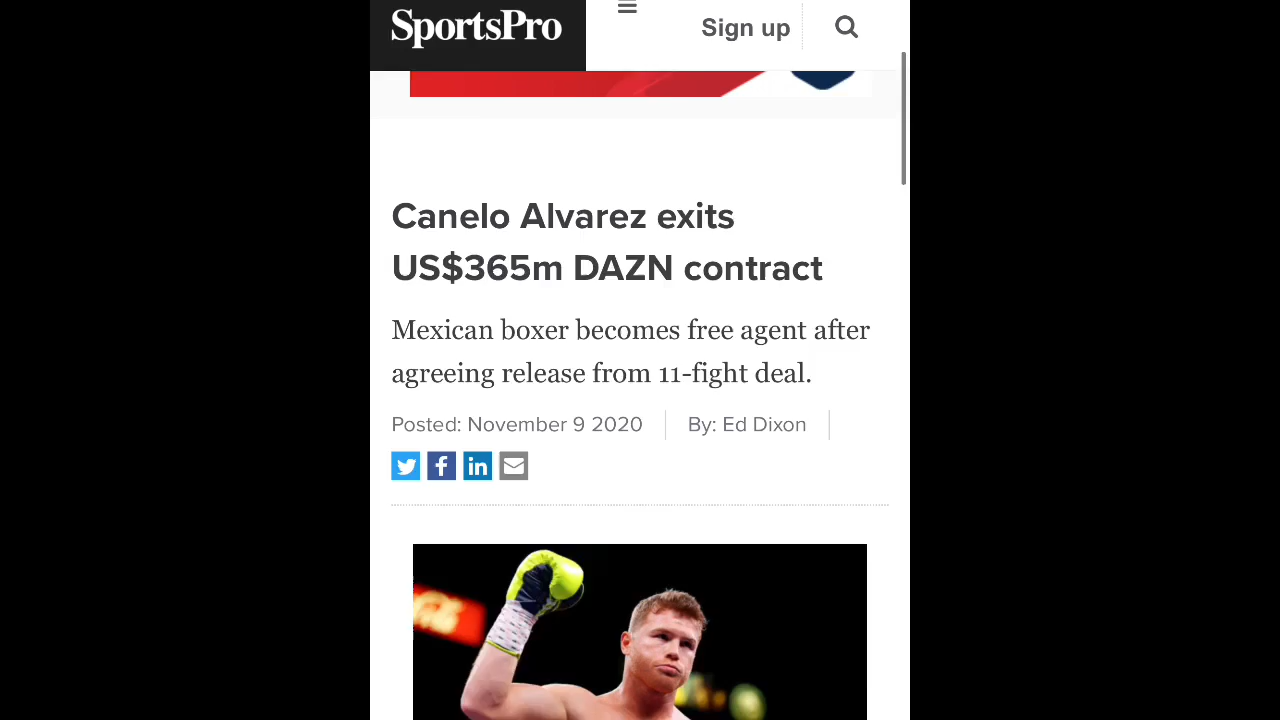 SportsPro
Sign up
Canelo Alvarez exits
US$365m DAZN contract
Mexican boxer becomes free agent after
agreeing release from 11-fight deal.
Posted: November 9 2020
By: Ed Dixon